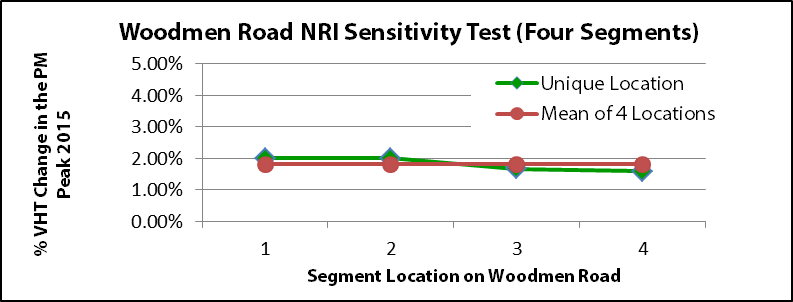 Woodmen Road NRI Sensitivity Test (Four Segments)
% VHT Change in the PM
Peak 2015
5.00%
4.00%
3.00%
2.00%
1.00%
0.00%
Unique Location
Mean of 4 Locations
1 2 3 4
Segment Location on Woodmen Road